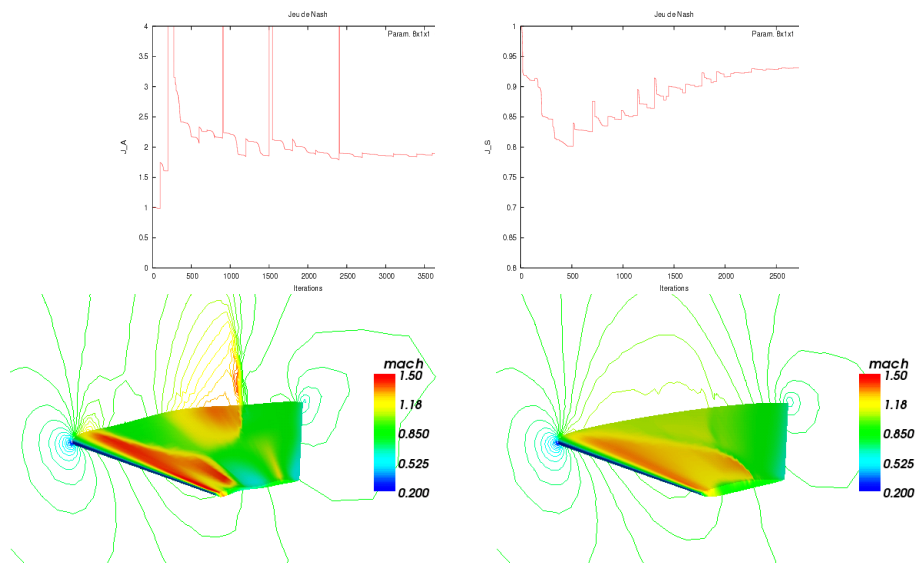 Jeu de Nash
Param. 8x1x1
4
3.5
3
2.5
2
1.5
1
0.5
0
J_A
0 500 1000 1500 2000 2500 3000 3500
Iterations
Jeu de Nash
Param. 8x1x1
1
0.95
0.9
0.85
0.8
0.75
0.7
0.65
0.6
J_S
0 500 1000 1500 2000 2500
Iterations
mach
1.50
1.18
0.850
0.525
0.200
mach
1.50
1.18
0.850
0.525
0.200